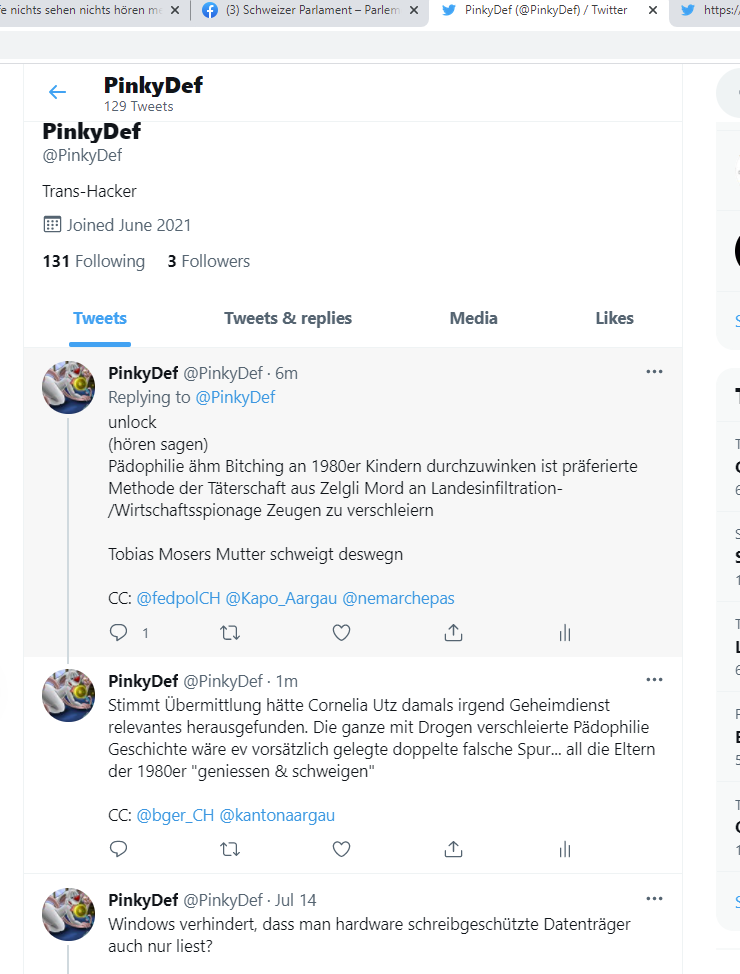 fe nichts sehen nichts hören me
(3) Schweizer Parlament – Parlem
PinkyDef (@PinkyDef) / Twitter
https:/
PinkyDef
129 Tweets
PinkyDef
@PinkyDef
Trans-Hacker
Joined June 2021
131 Following 3 Followers
Tweets Tweets & replies Media Likes
PinkyDef @PinkyDef · 6m
Replying to @PinkyDef
unlock
(hören sagen)
Pädophilie ähm Bitching an 1980er Kindern durchzuwinken ist präferierte
Methode der Täterschaft aus Zelgli Mord an Landesinfiltration-
/Wirtschaftsspionage Zeugen zu verschleiern
Tobias Mosers Mutter schweigt deswegn
CC: @fedpolCH @Kapo_Aargau @nemarchepas
1
PinkyDef @PinkyDef · 1m
Stimmt Übermittlung hätte Cornelia Utz damals irgend Geheimdienst
relevantes herausgefunden. Die ganze mit Drogen verschleierte Pädophilie
Geschichte wäre ev vorsätzlich gelegte doppelte falsche Spur... all die Eltern
der 1980er "geniessen & schweigen"
CC: @bger_CH @kantonaargau
PinkyDef @PinkyDef · Jul 14
Windows verhindert, dass man hardware schreibgeschützte Datenträger
auch nur liest?